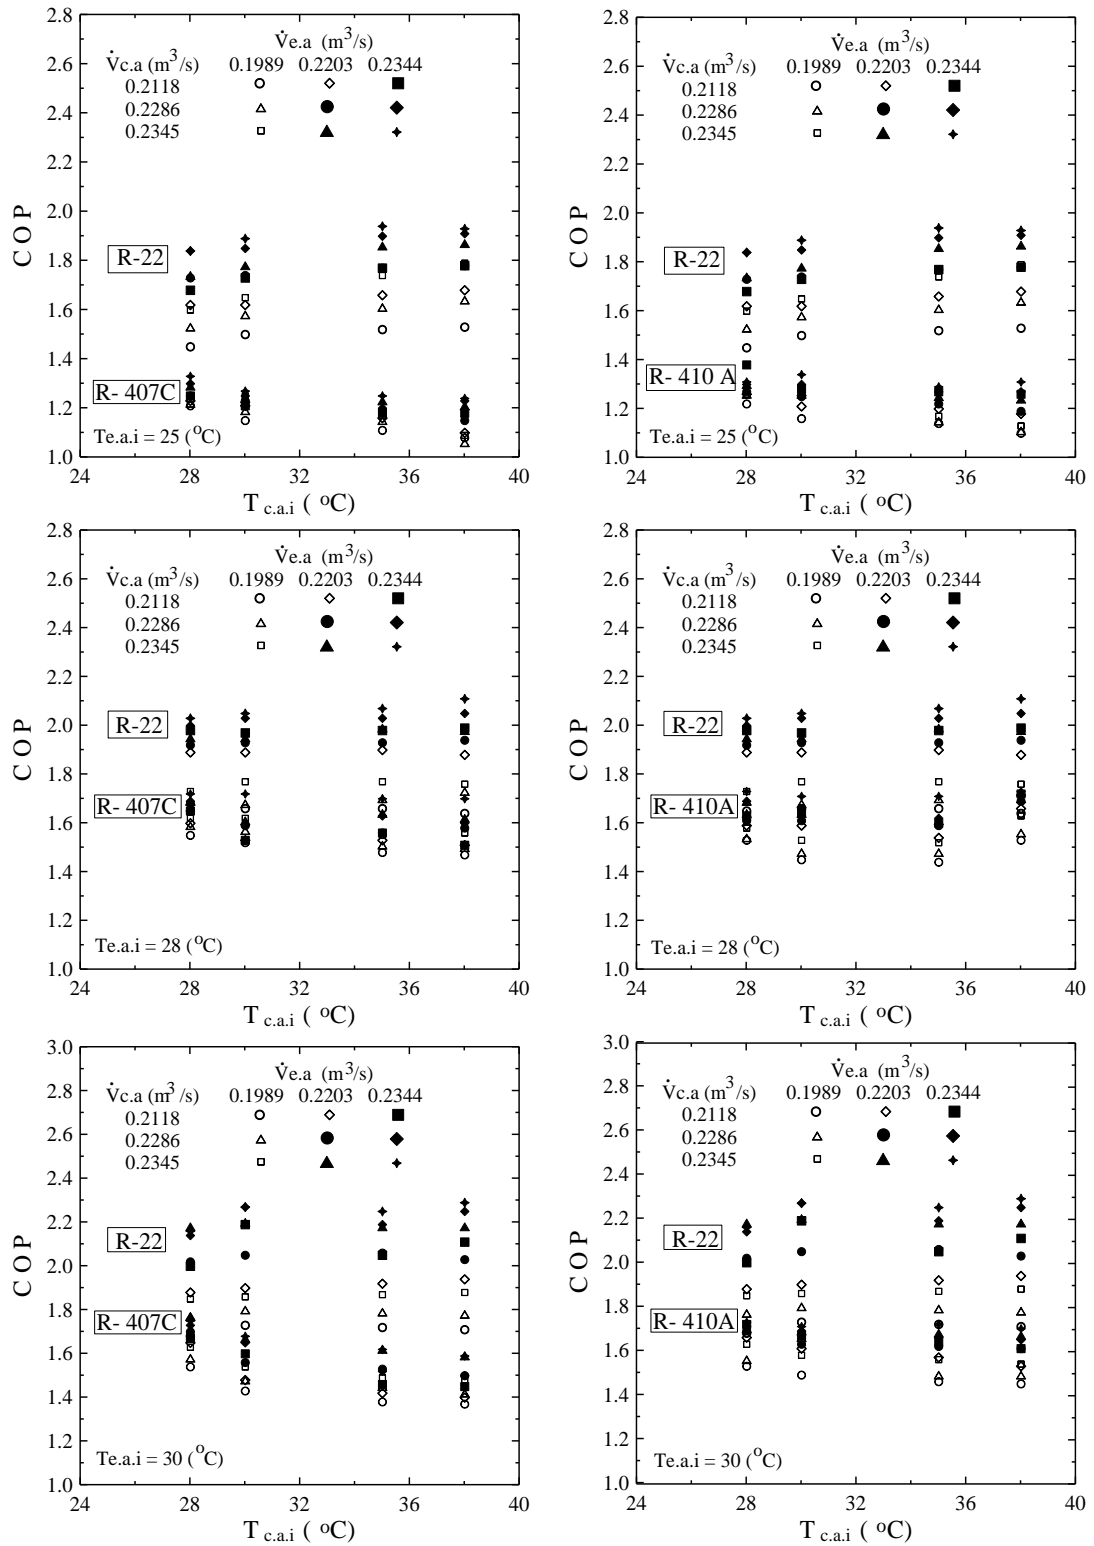 2.8
2.6
2.4
2.2
2.0
1.8
1.6
1.4
1.2
1.0
COP
V̇e.a (m³/s)
V̇c.a (m³/s) 0.1989 0.2203 0.2344
0.2118
0.2286
0.2345
R-22
R- 407C
Te.a.i = 25 (°C)
24 28 32 36 40
T c.a.i ( °C)
2.8
2.6
2.4
2.2
2.0
1.8
1.6
1.4
1.2
1.0
COP
V̇e.a (m³/s)
V̇c.a (m³/s) 0.1989 0.2203 0.2344
0.2118
0.2286
0.2345
R-22
R- 410 A
Te.a.i = 25 (°C)
24 28 32 36 40
T c.a.i ( °C)
2.8
2.6
2.4
2.2
2.0
1.8
1.6
1.4
1.2
1.0
COP
V̇e.a (m³/s)
V̇c.a (m³/s) 0.1989 0.2203 0.2344
0.2118
0.2286
0.2345
R-22
R- 407C
Te.a.i = 28 (°C)
24 28 32 36 40
T c.a.i ( °C)
2.8
2.6
2.4
2.2
2.0
1.8
1.6
1.4
1.2
1.0
COP
V̇e.a (m³/s)
V̇c.a (m³/s) 0.1989 0.2203 0.2344
0.2118
0.2286
0.2345
R-22
R- 410A
Te.a.i = 28 (°C)
24 28 32 36 40
T c.a.i ( °C)
3.0
2.8
2.6
2.4
2.2
2.0
1.8
1.6
1.4
1.2
1.0
COP
V̇e.a (m³/s)
V̇c.a (m³/s) 0.1989 0.2203 0.2344
0.2118
0.2286
0.2345
R-22
R- 407C
Te.a.i = 30 (°C)
24 28 32 36 40
T c.a.i ( °C)
3.0
2.8
2.6
2.4
2.2
2.0
1.8
1.6
1.4
1.2
1.0
COP
V̇e.a (m³/s)
V̇c.a (m³/s) 0.1989 0.2203 0.2344
0.2118
0.2286
0.2345
R-22
R- 410A
Te.a.i = 30 (°C)
24 28 32 36 40
T c.a.i ( °C)